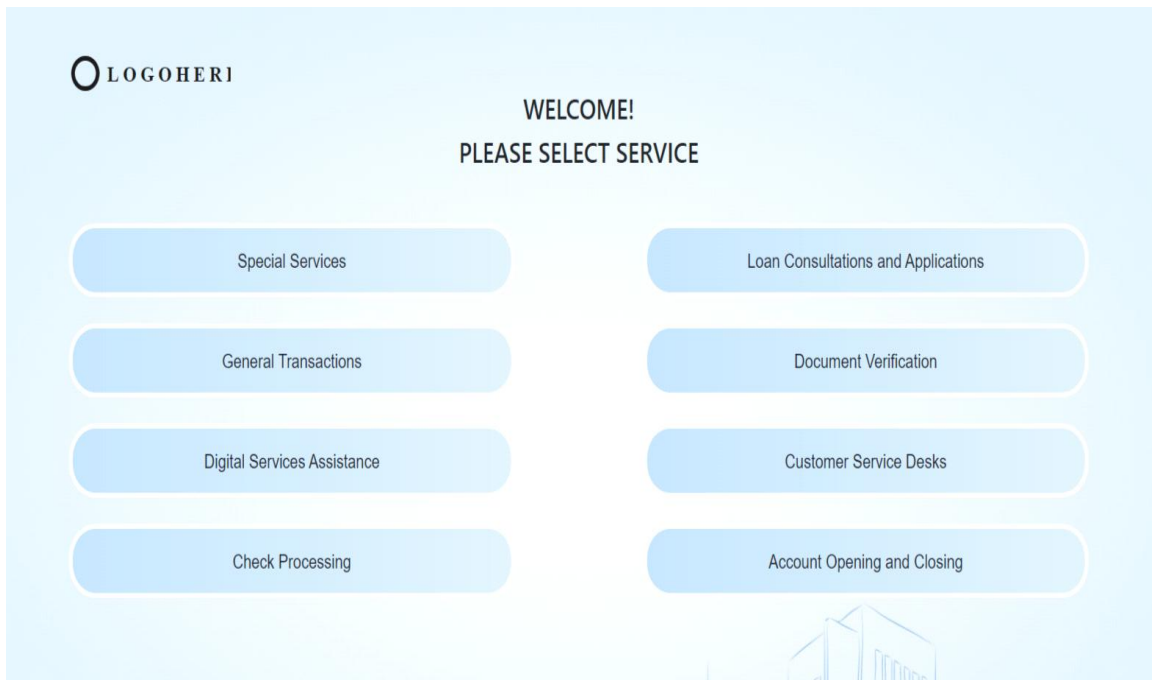 LOGOHERI
WELCOME!
PLEASE SELECT SERVICE
Special Services
Loan Consultations and Applications
General Transactions
Document Verification
Digital Services Assistance
Customer Service Desks
Check Processing
Account Opening and Closing